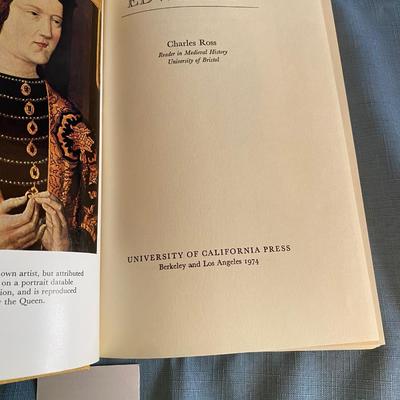 Charles Ross
Reader in Medieval History
University of Bristol
UNIVERSITY OF CALIFORNIA PRESS
Berkeley and Los Angeles 1974
own artist, but attributed
on a portrait datable
ion, and is reproduced
the Queen.